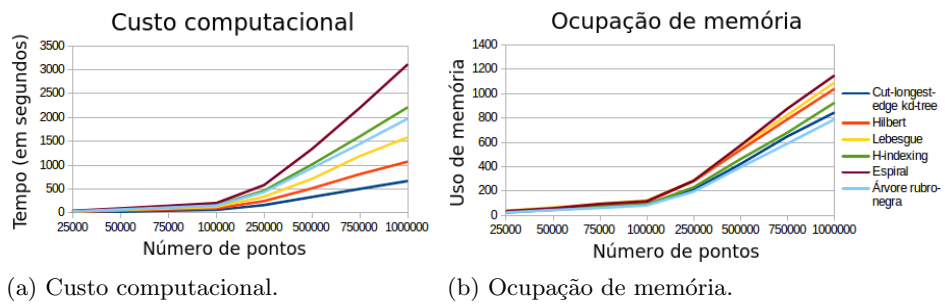 Custo computacional
Tempo (em segundos)
3500
3000
2500
2000
1500
1000
500
0
25000 50000 75000 100000 250000 500000 750000 1000000
Número de pontos
(a) Custo computacional.
Ocupação de memória
Uso de memória
1400
1200
1000
800
600
400
200
0
25000 50000 75000 100000 250000 500000 750000 1000000
Número de pontos
Cut-longest-
edge kd-tree
Hilbert
Lebesgue
H-indexing
Espiral
Árvore rubro-
negra
(b) Ocupação de memória.